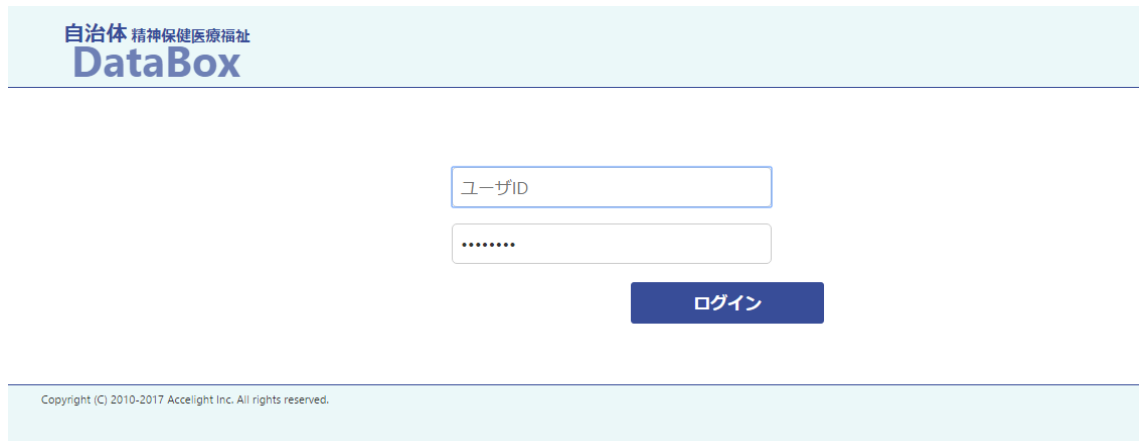 自治体 精神保健医療福祉
DataBox
ユーザID
••••••••
ログイン
Copyright (C) 2010-2017 Accelight Inc. All rights reserved.